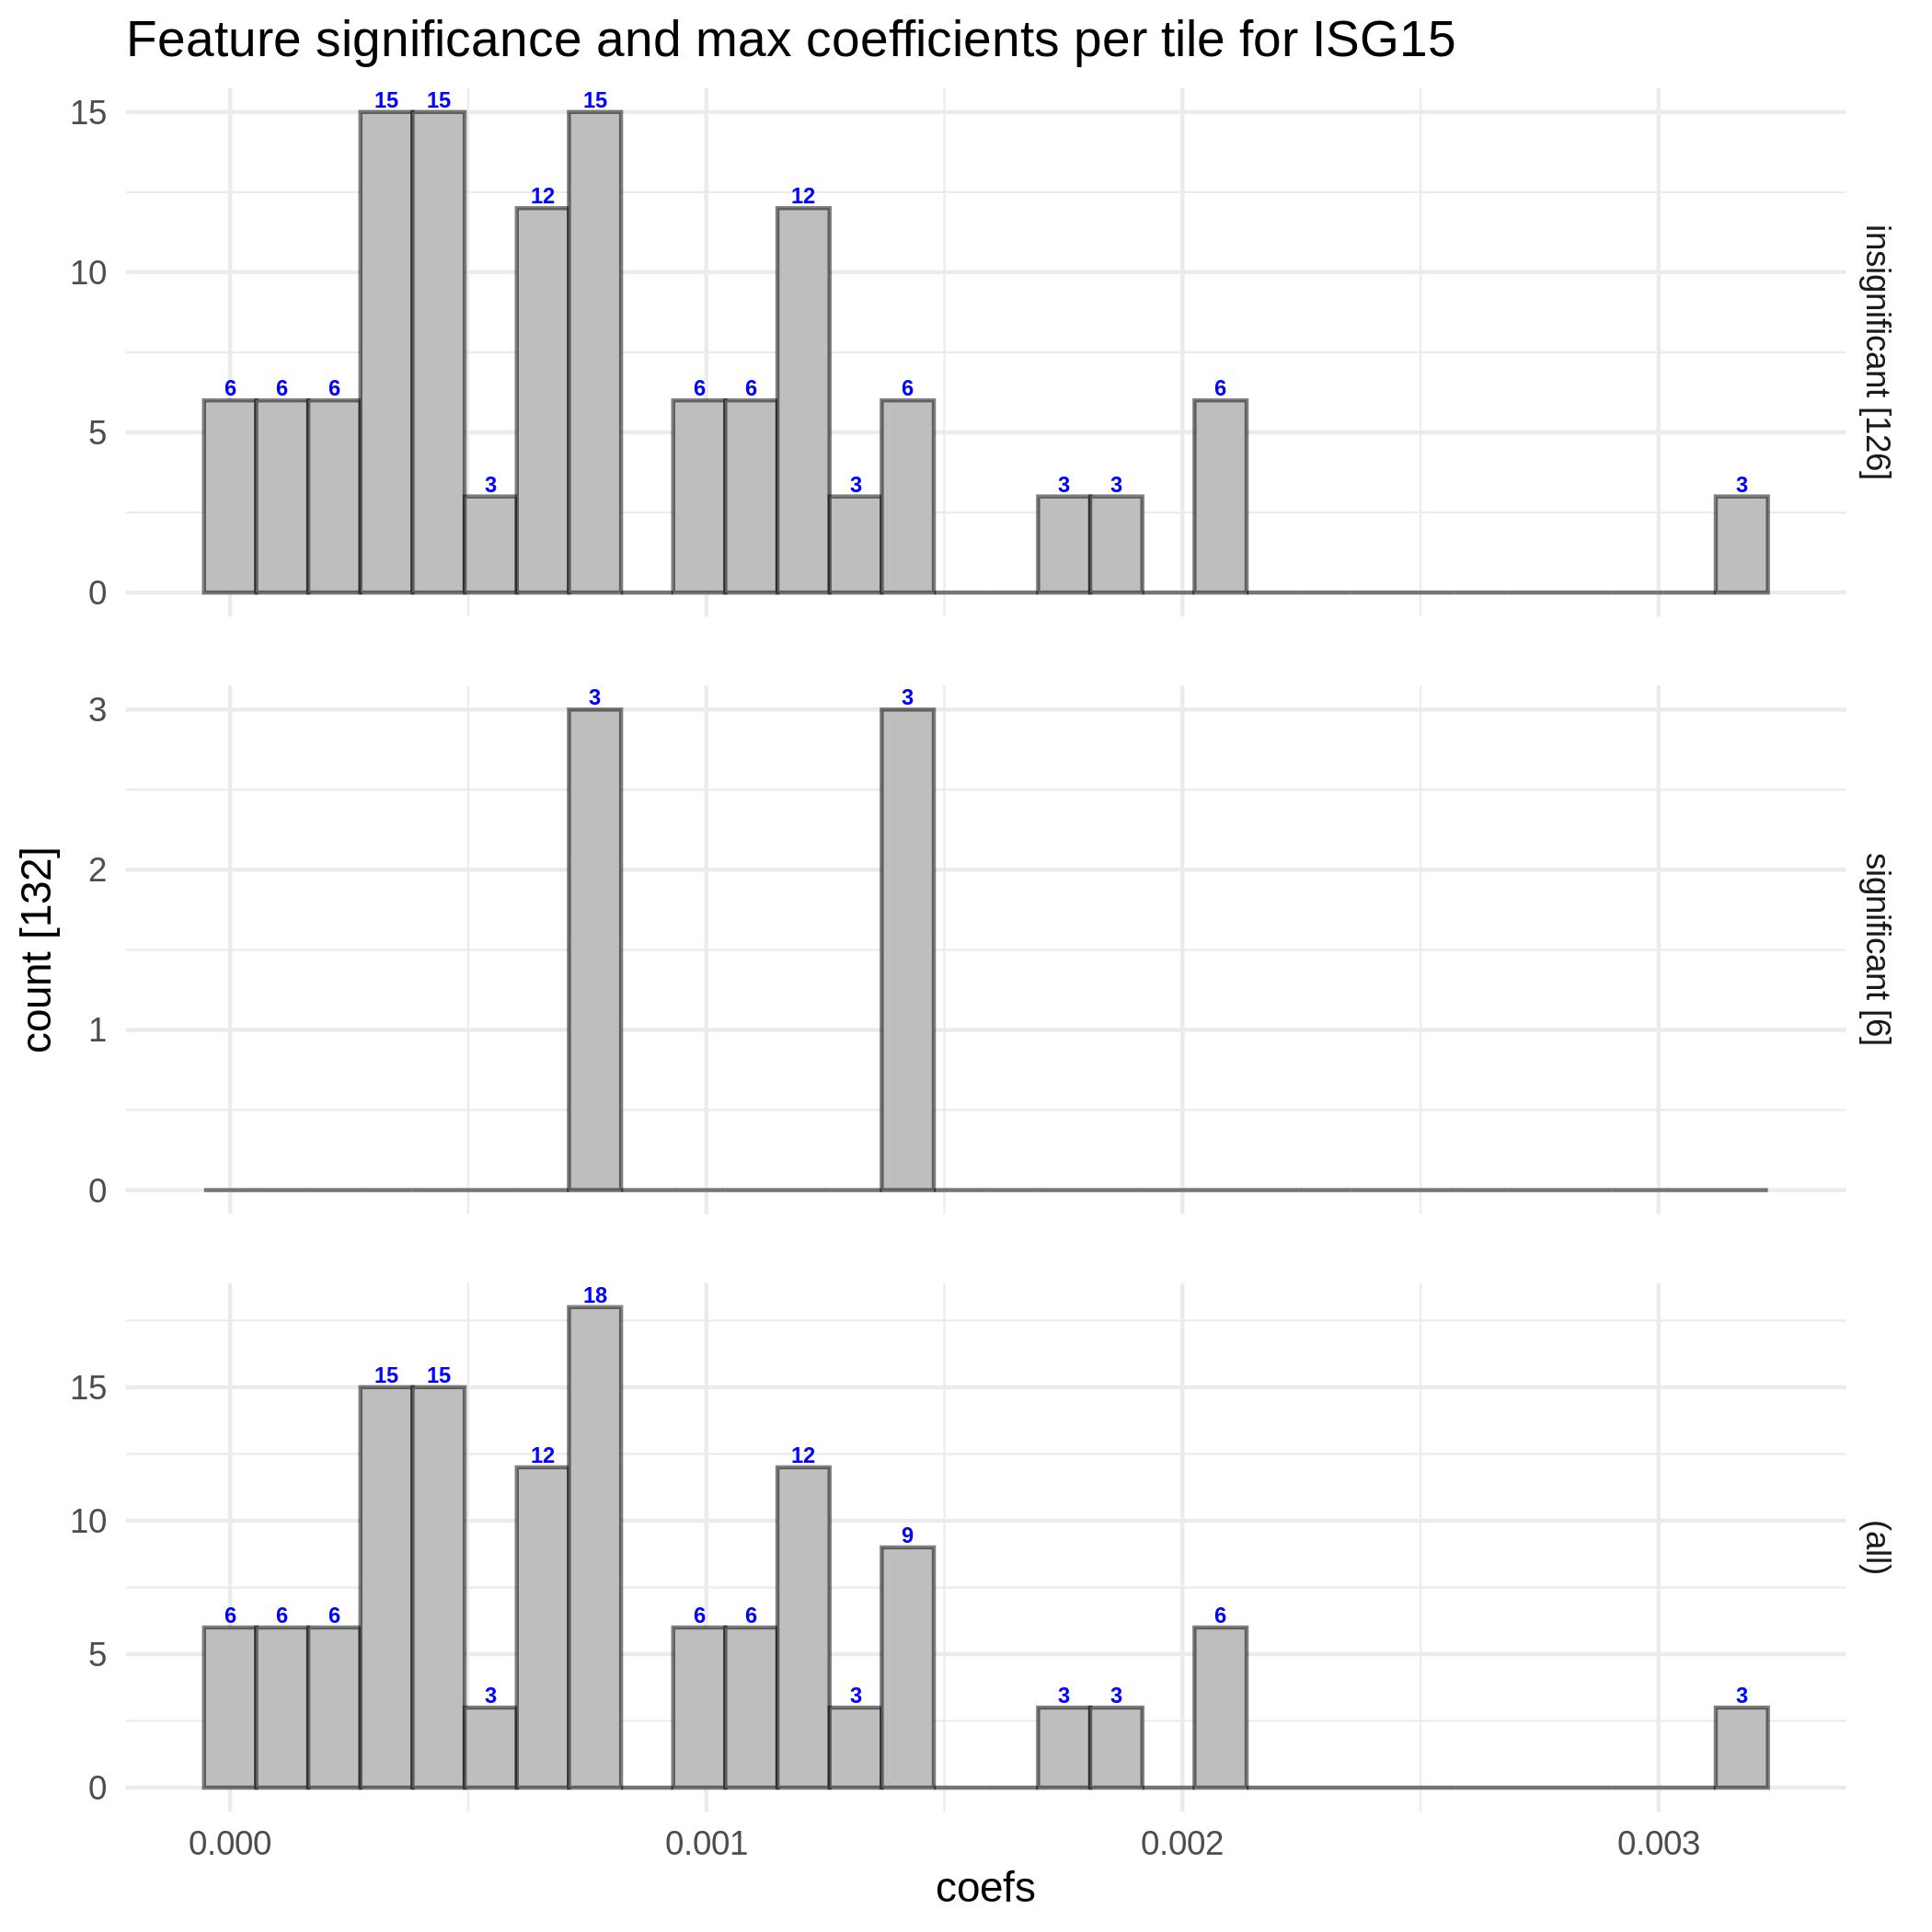 Feature significance and max coefficients per tile for ISG15
15 15 15
15
12 12
10
insignificant [126]
6 6 6 6 6 6 6
5
3 3 3 3 3
0
3 3
3
2
count [132]
significant [6]
1
0
18
15 15
15
12 12
10
9
(all)
6 6 6 6 6 6
5
3 3 3 3 3
0
0.000 0.001 0.002 0.003
coefs